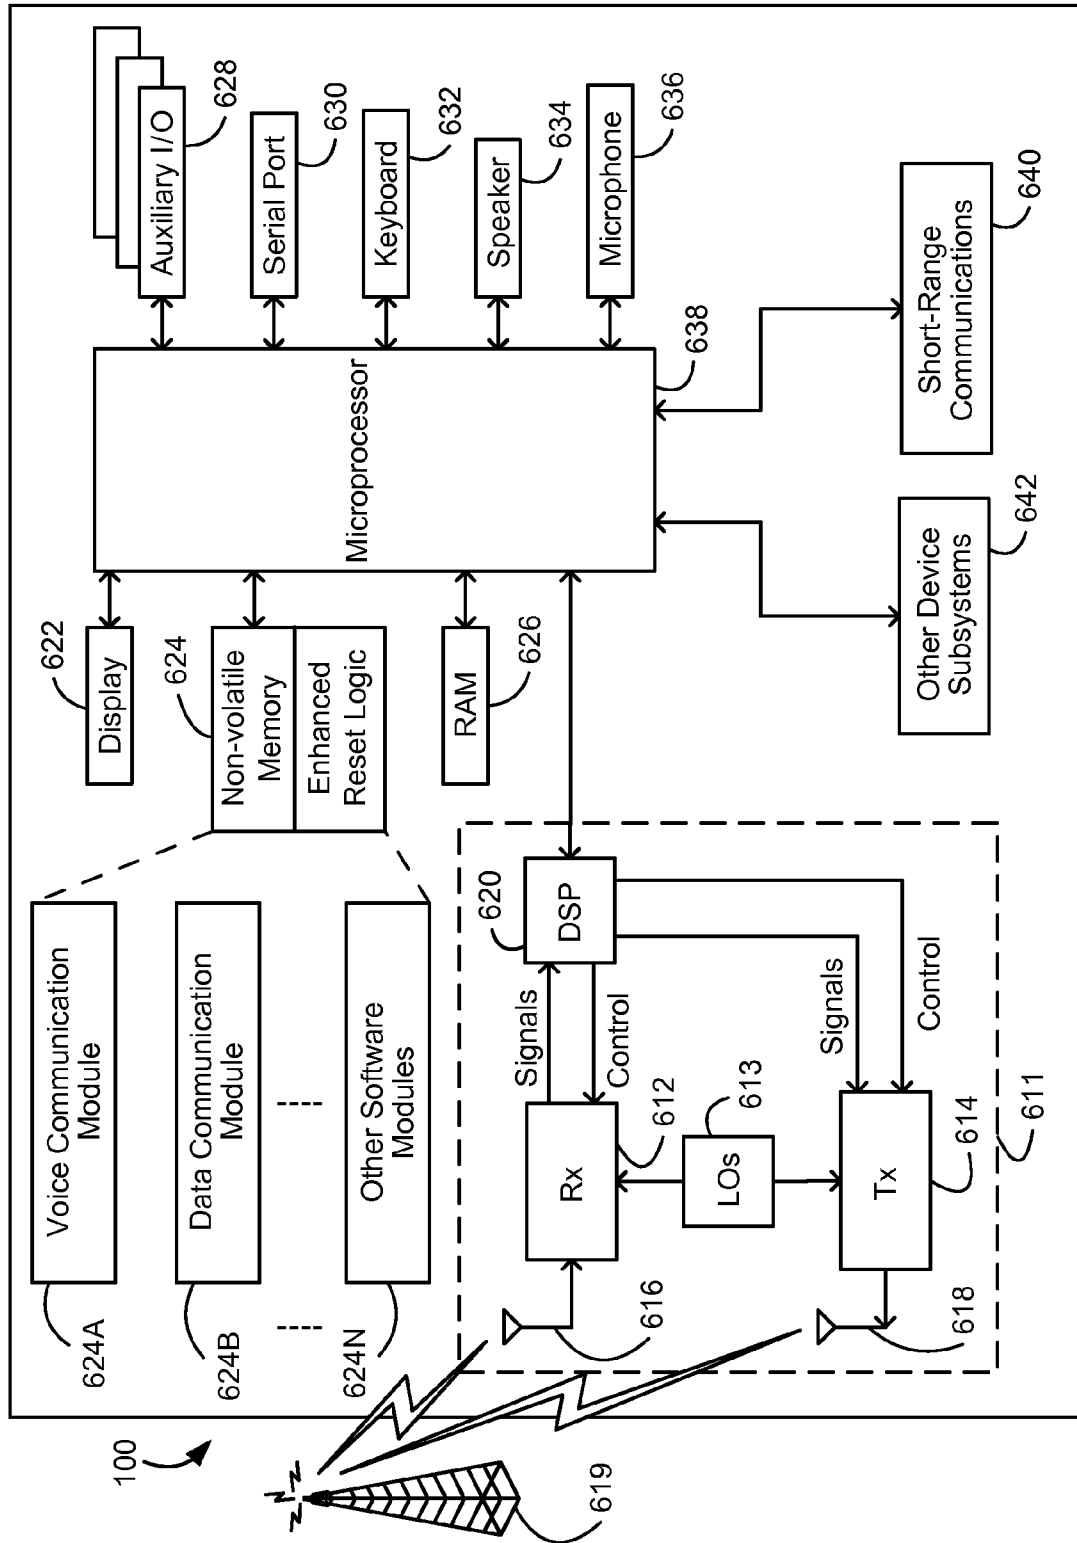 100
619
624A
Voice Communication
Module
624B
Data Communication
Module
624N
Other Software
Modules
622
Display
624
Non-volatile
Memory
Enhanced
Reset Logic
RAM
626
Microprocessor
638
Auxiliary I/O
628
Serial Port
630
Keyboard
632
Speaker
634
Microphone
636
616
618
Rx
612
LOs
613
Tx
614
611
Signals
Control
620
DSP
Signals
Control
Other Device
Subsystems
642
Short-Range
Communications
640